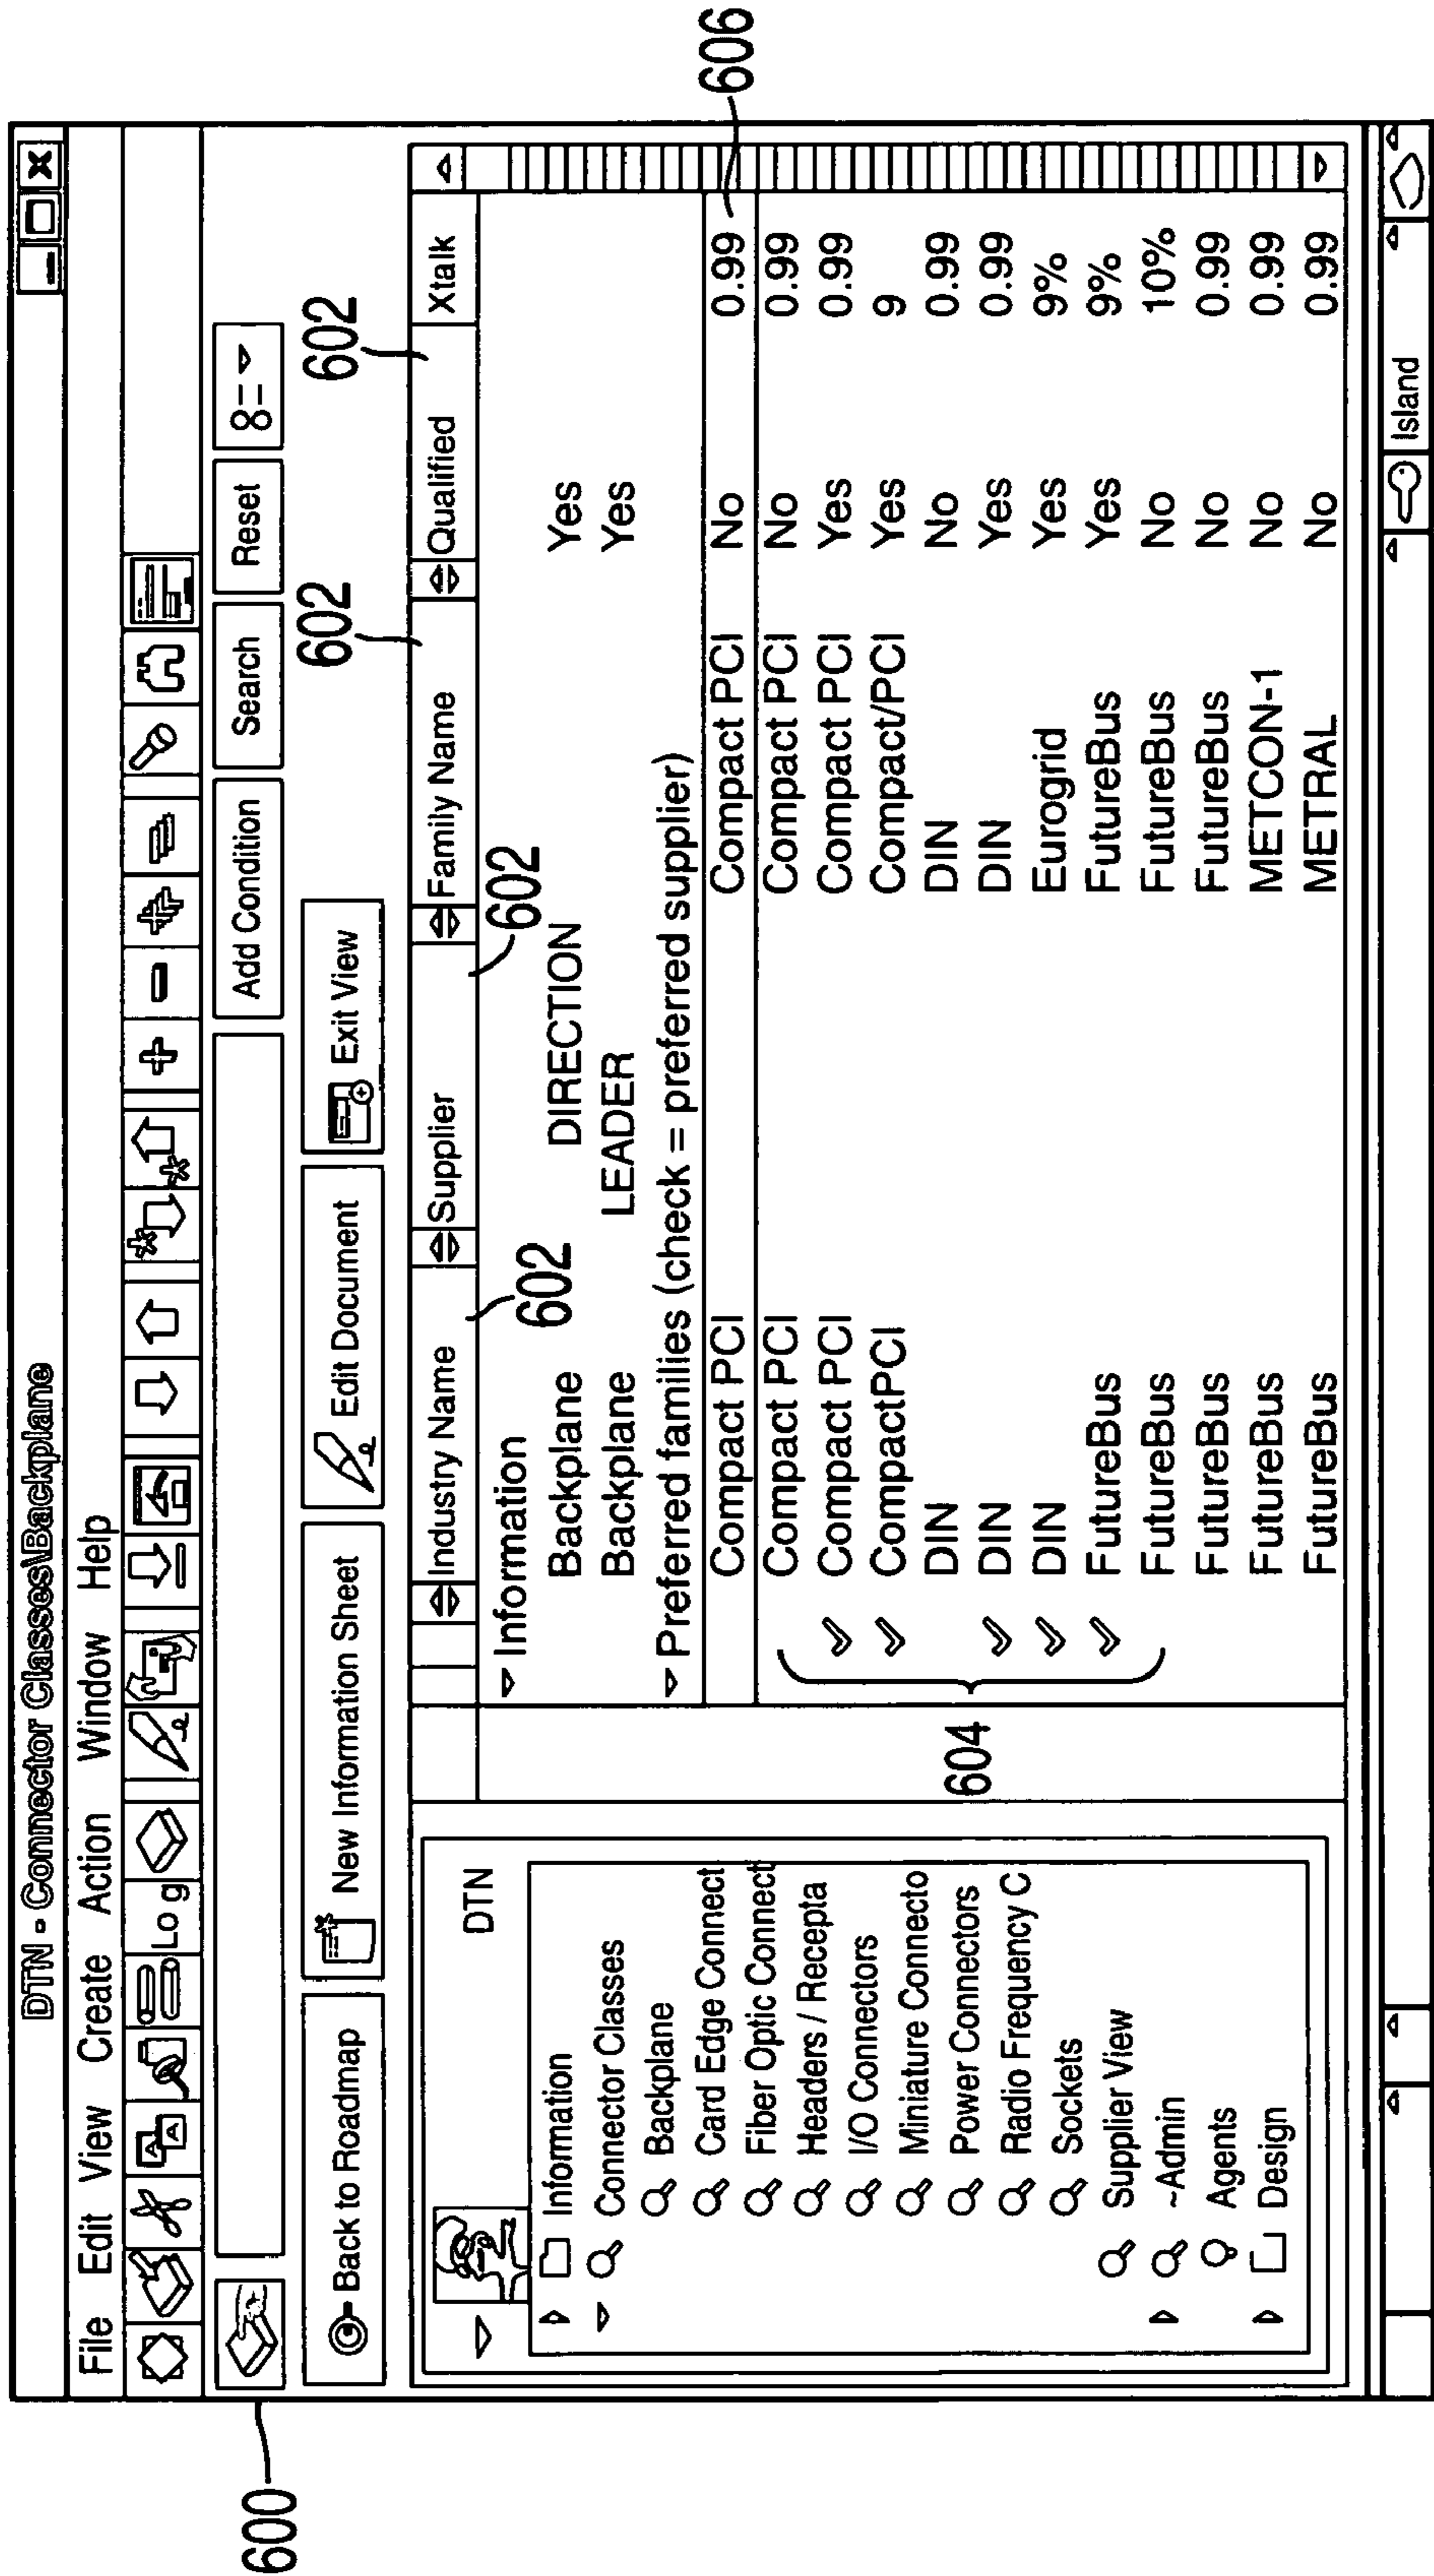 DTN - Connector Classes\Backplane
File Edit View Create Action Window Help
Lo g
Add Condition Search Reset 8=
Back to Roadmap New Information Sheet Edit Document Exit View
600
602 602
DTN
Information
Connector Classes
Backplane
Card Edge Connect
Fiber Optic Connect
Headers / Recepta
I/O Connectors
Miniature Connecto
Power Connectors
Radio Frequency C
Sockets
Supplier View
~Admin
Agents
Design
Industry Name Supplier Family Name Qualified Xtalk
602 602
Information
Backplane DIRECTION Yes
Backplane LEADER Yes
Preferred families (check = preferred supplier)
Compact PCI Compact PCI No 0.99
606
Compact PCI Compact PCI No 0.99
✓ Compact PCI Compact PCI Yes 0.99
✓ CompactPCI Compact/PCI Yes 9
DIN DIN No 0.99
604
✓ DIN DIN Yes 0.99
✓ DIN Eurogrid Yes 9%
✓ FutureBus FutureBus Yes 9%
FutureBus FutureBus No 10%
FutureBus FutureBus No 0.99
FutureBus METCON-1 No 0.99
FutureBus METRAL No 0.99
Island